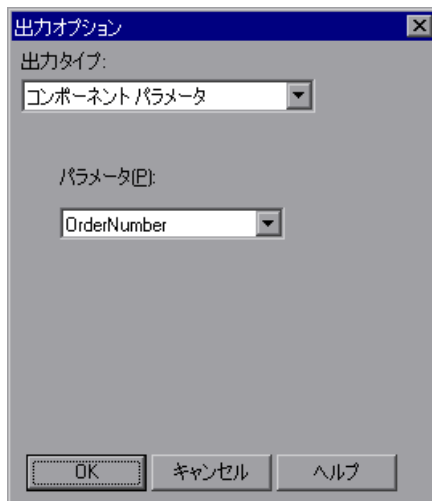 出力オプション
出力タイプ:
コンポーネント パラメータ
パラメータ(P):
OrderNumber
OK キャンセル ヘルプ